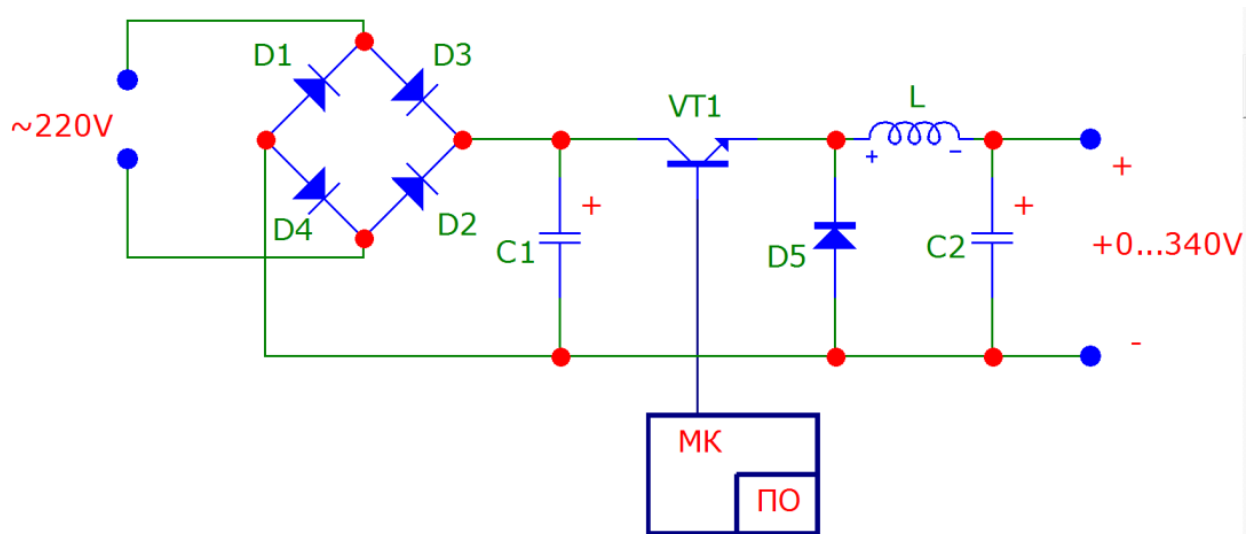 D1
D3
~220V
D4
D2
+
C1
VT1
L
+
-
D5
+
C2
+
+0...340V
-
МК
ПО